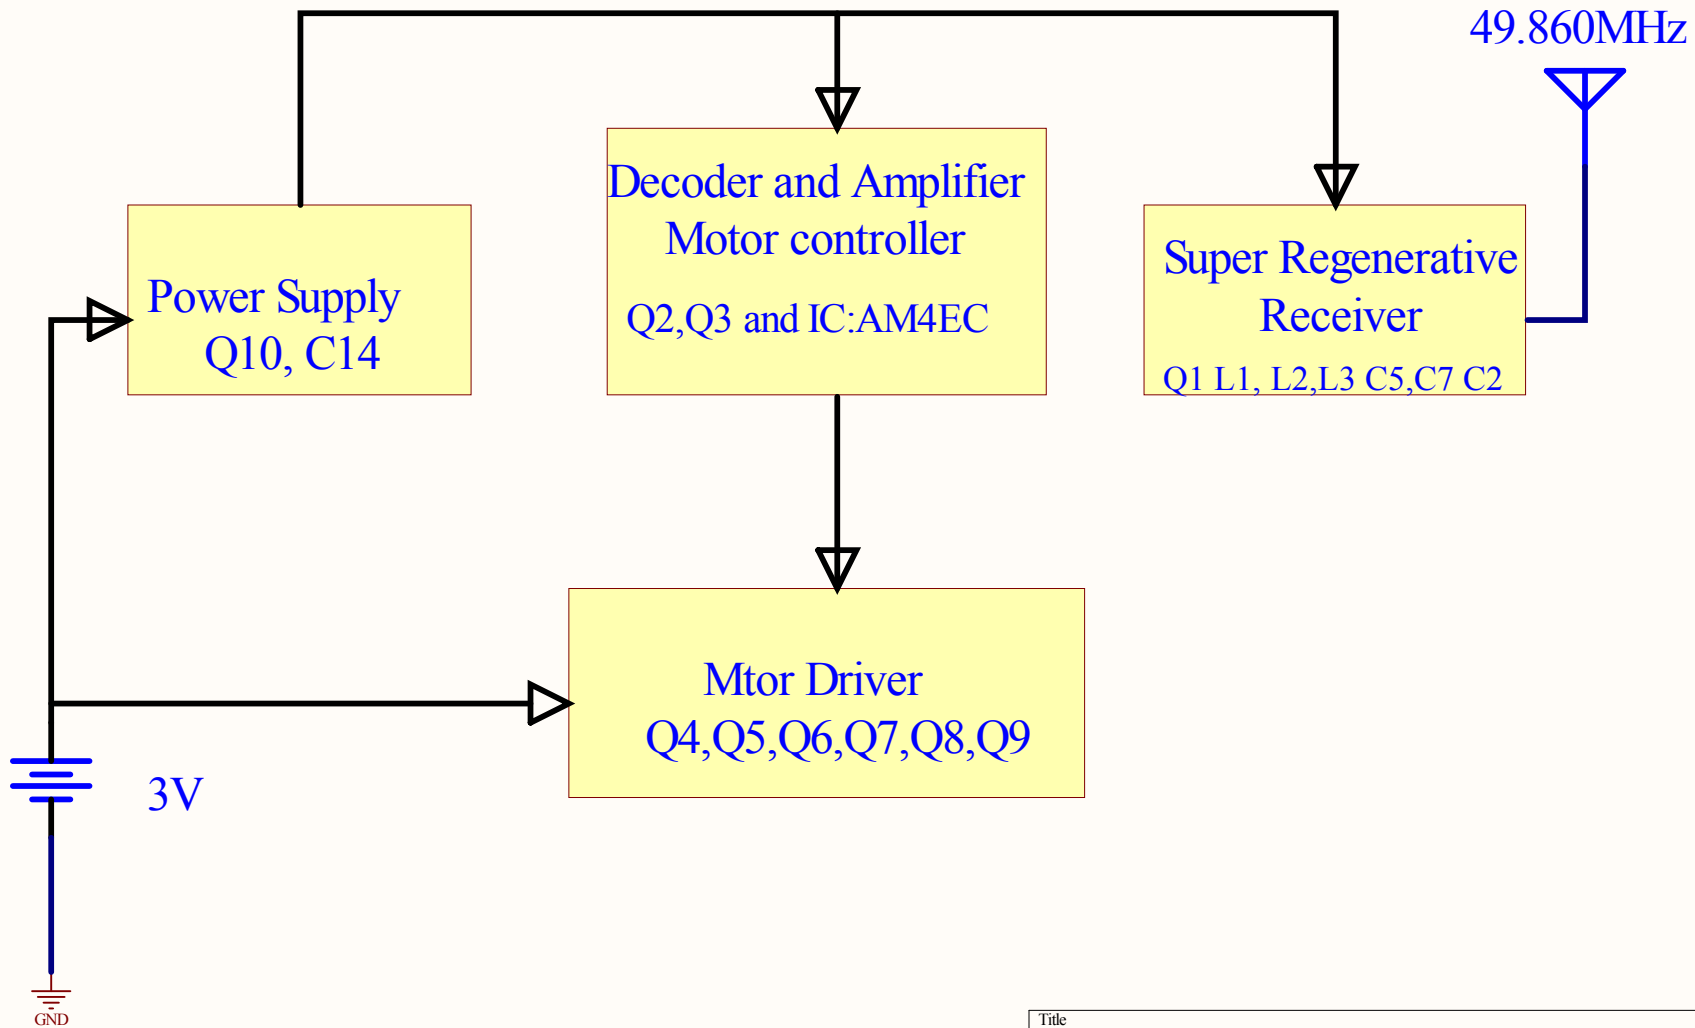 49.860MHz
Decoder and Amplifier
Motor controller
Q2,Q3 and IC:AM4EC
Power Supply
Q10, C14
Super Regenerative
Receiver
Q1 L1, L2,L3 C5,C7 C2
Mtor Driver
Q4,Q5,Q6,Q7,Q8,Q9
3V
GND
Title